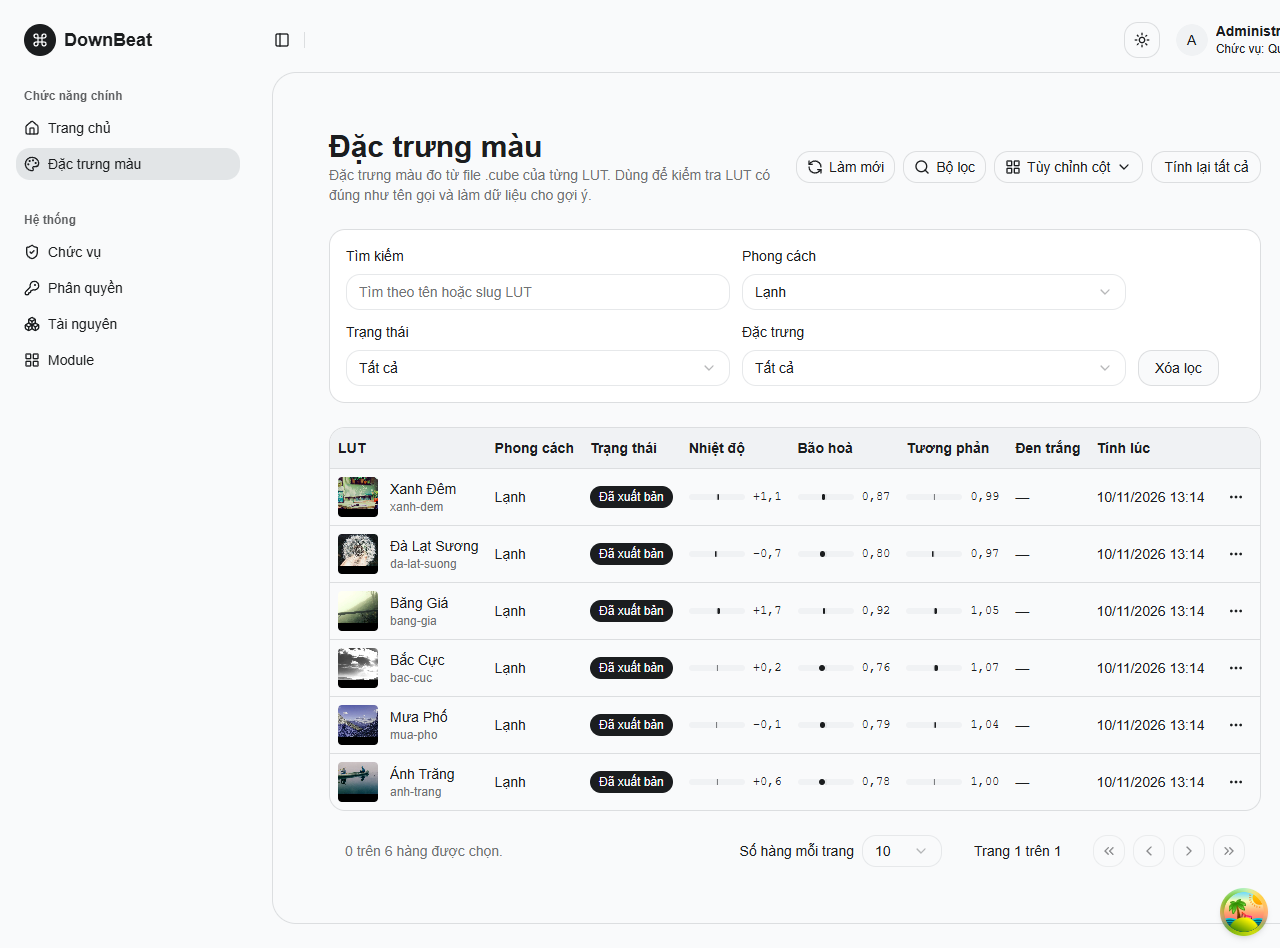 DownBeat
Administr
Chức vụ: Qu
A
Chức năng chính
Trang chủ
Đặc trưng màu
Hệ thống
Chức vụ
Phân quyền
Tài nguyên
Module
Đặc trưng màu
Đặc trưng màu đo từ file .cube của từng LUT. Dùng để kiểm tra LUT có
đúng như tên gọi và làm dữ liệu cho gợi ý.
Làm mới
Bộ lọc
Tùy chỉnh cột
Tính lại tất cả
Tìm kiếm
Phong cách
Tìm theo tên hoặc slug LUT
Lạnh
Trạng thái
Đặc trưng
Tất cả
Tất cả
Xóa lọc
LUT Phong cách Trạng thái Nhiệt độ Bão hoà Tương phản Đen trắng Tính lúc
Xanh Đêm
xanh-dem
Lạnh Đã xuất bản +1,1 0,87 0,99 — 10/11/2026 13:14
Đà Lạt Sương
da-lat-suong
Lạnh Đã xuất bản −0,7 0,80 0,97 — 10/11/2026 13:14
Băng Giá
bang-gia
Lạnh Đã xuất bản +1,7 0,92 1,05 — 10/11/2026 13:14
Bắc Cực
bac-cuc
Lạnh Đã xuất bản +0,2 0,76 1,07 — 10/11/2026 13:14
Mưa Phố
mua-pho
Lạnh Đã xuất bản −0,1 0,79 1,04 — 10/11/2026 13:14
Ánh Trăng
anh-trang
Lạnh Đã xuất bản +0,6 0,78 1,00 — 10/11/2026 13:14
0 trên 6 hàng được chọn.
Số hàng mỗi trang 10
Trang 1 trên 1